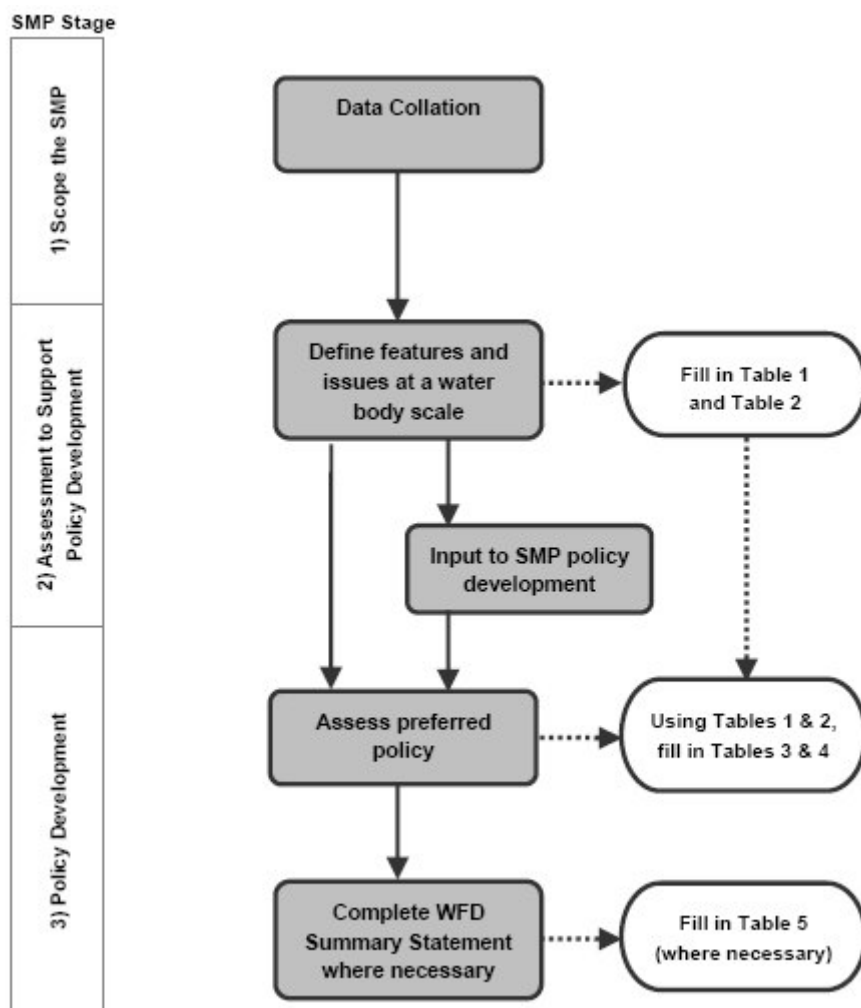 SMP Stage
1) Scope the SMP
Data Collation
2) Assessment to Support
Policy Development
Define features and
issues at a water
body scale
Fill in Table 1
and Table 2
Input to SMP policy
development
3) Policy Development
Assess preferred
policy
Using Tables 1 & 2,
fill in Tables 3 & 4
Complete WFD
Summary Statement
where necessary
Fill in Table 5
(where necessary)